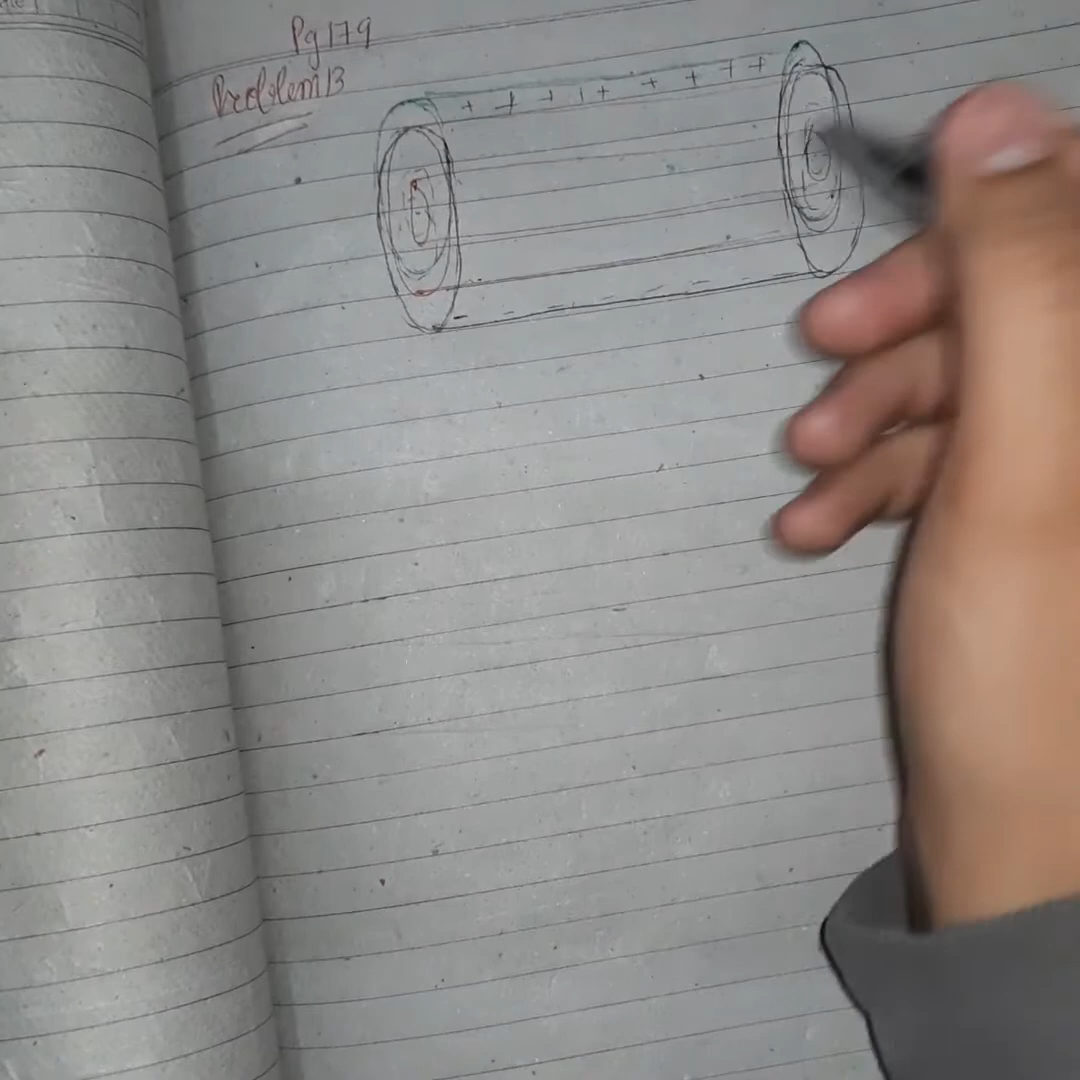 Pg 179
Problem 13
+ + + + + + + + +